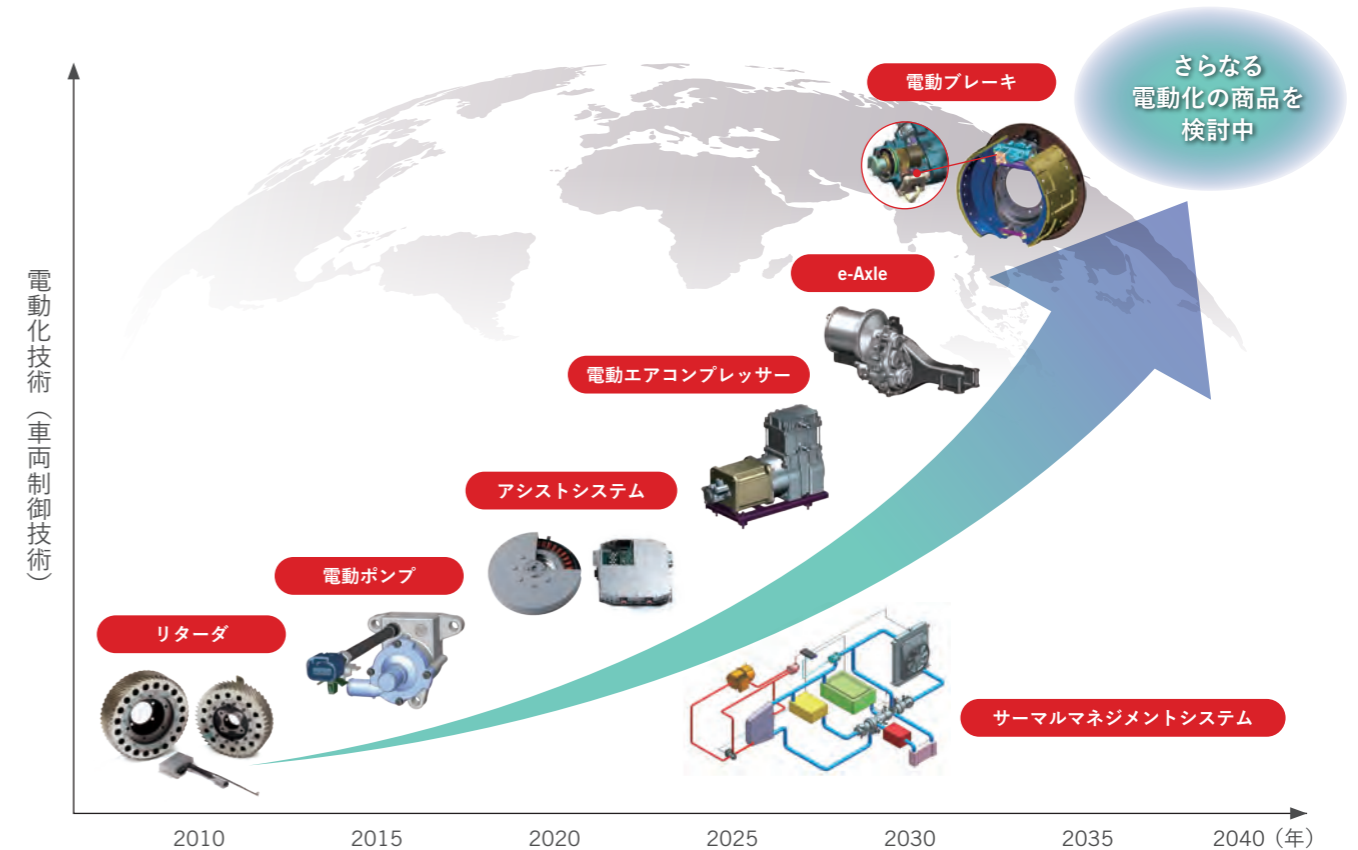 さらなる
電動化の商品を
検討中
電動ブレーキ
e-Axle
電動エアコンプレッサー
アシストシステム
電動ポンプ
リターダ
サーマルマネジメントシステム
電動化技術（車両制御技術）
2010 2015 2020 2025 2030 2035 2040（年）